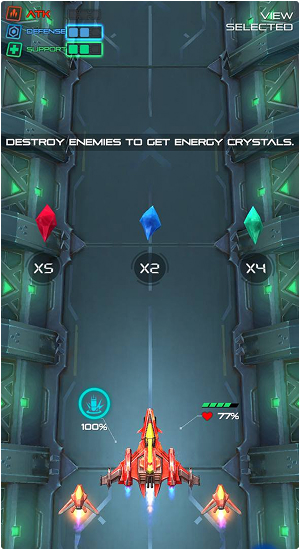 ATK
DEFENSE
SUPPORT
VIEW
SELECTED
DESTROY ENEMIES TO GET ENERGY CRYSTALS.
X5 X2 X4
100%
77%